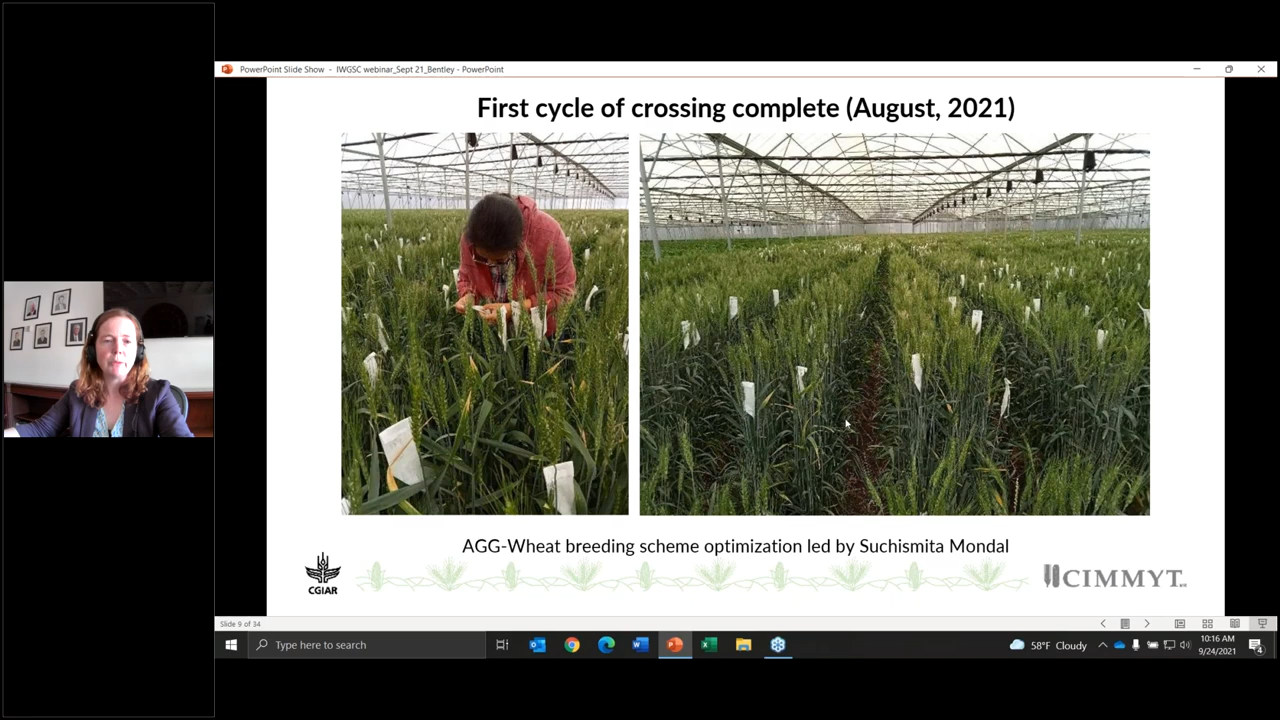 PowerPoint Slide Show - IWGSC webinar_Sept 21_Bentley - PowerPoint
First cycle of crossing complete (August, 2021)
AGG-Wheat breeding scheme optimization led by Suchismita Mondal
CGIAR
CIMMYT
Slide 9 of 34
Type here to search
58°F Cloudy
10:16 AM
9/24/2021
4